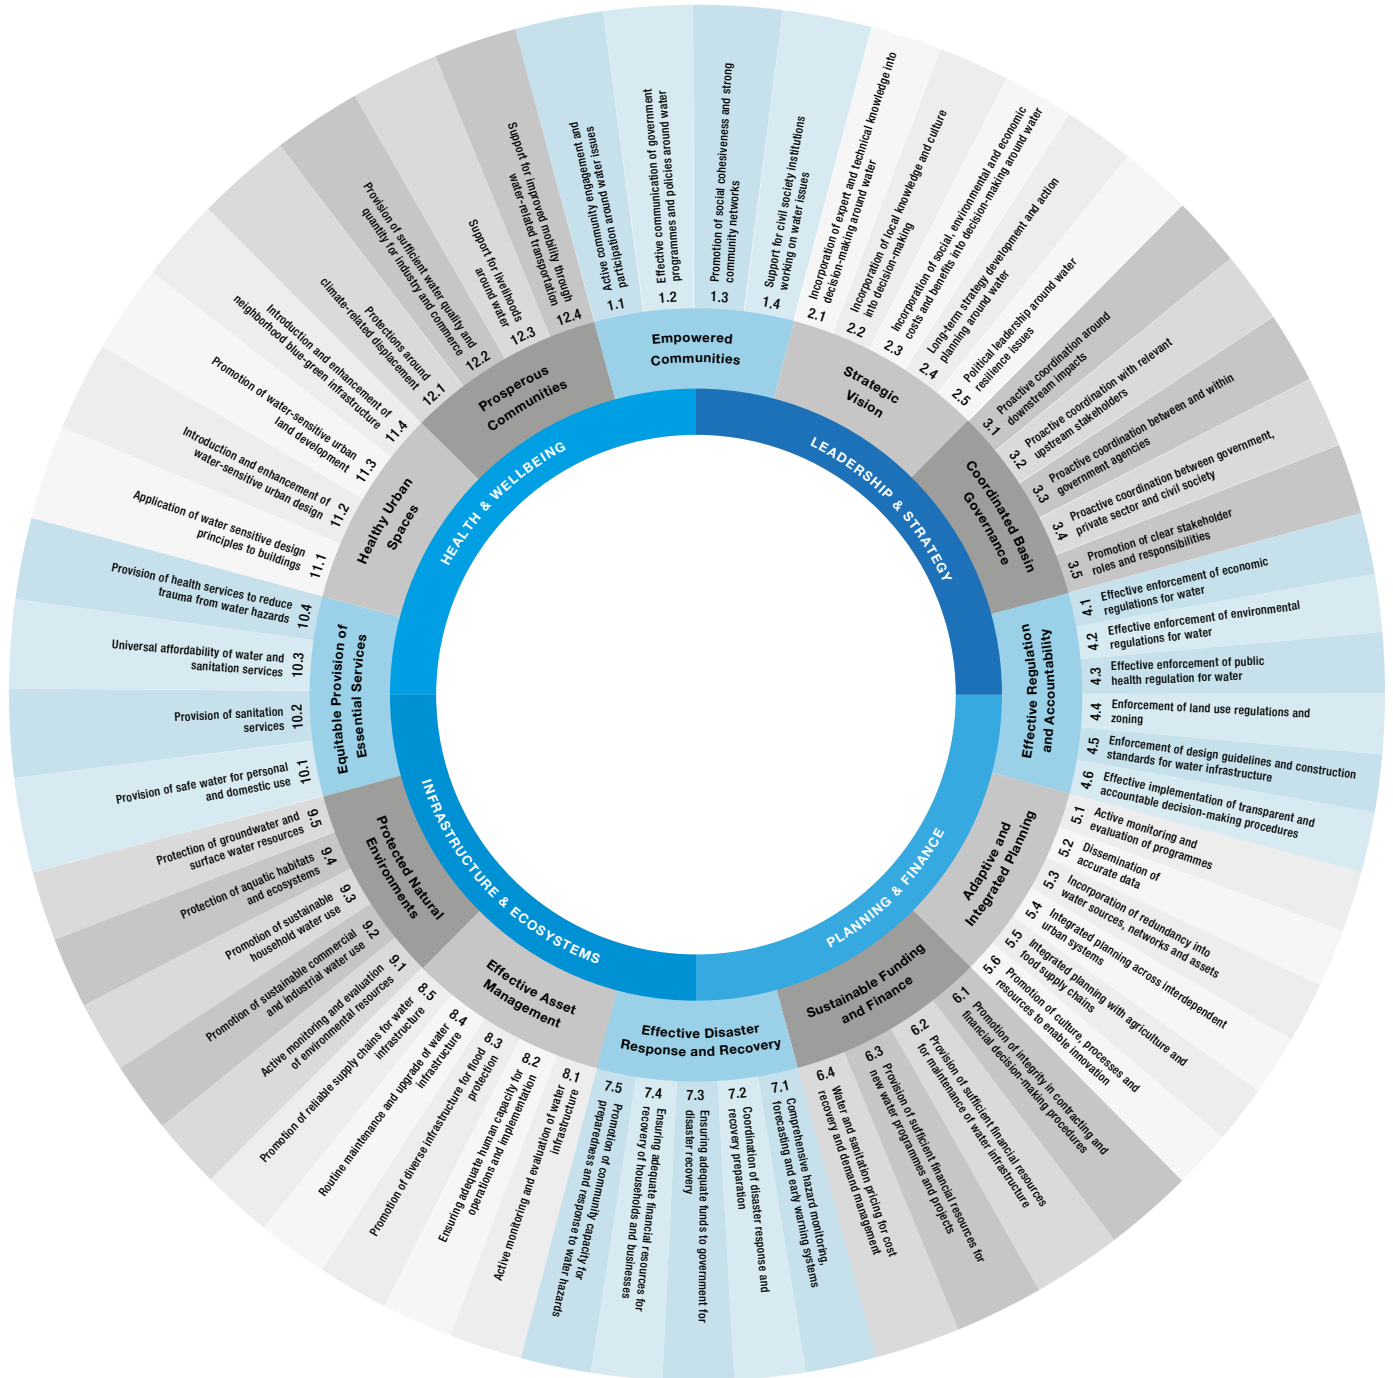 HEALTH & WELLBEING
LEADERSHIP & STRATEGY
PLANNING & FINANCE
INFRASTRUCTURE & ECOSYSTEMS
Empowered
Communities
1.1
Active community engagement and
participation around water issues
1.2
Effective communication of government
programmes and policies around water
1.3
Promotion of social cohesiveness and strong
community networks
1.4
Support for civil society institutions
working on water issues
Strategic
Vision
2.1
Incorporation of expert and technical knowledge into
decision-making around water
2.2
Incorporation of local knowledge and culture
into decision-making
2.3
Incorporation of social, environmental and economic
costs and benefits into decision-making around water
2.4
Long-term strategy development and action
planning around water
2.5
Political leadership around water
resilience issues
Coordinated Basin
Governance
3.1
Proactive coordination around
downstream impacts
3.2
Proactive coordination with relevant
upstream stakeholders
3.3
Proactive coordination between and within
government agencies
3.4
Proactive coordination between government,
private sector and civil society
3.5
Promotion of clear stakeholder
roles and responsibilities
Effective Regulation
and Accountability
4.1
Effective enforcement of economic
regulations for water
4.2
Effective enforcement of environmental
regulations for water
4.3
Effective enforcement of public
health regulation for water
4.4
Enforcement of land use regulations and
zoning
4.5
Enforcement of design guidelines and construction
standards for water infrastructure
4.6
Effective implementation of transparent and
accountable decision-making procedures
Adaptive and
Integrated Planning
5.1
Active monitoring and
evaluation of programmes
5.2
Dissemination of
accurate data
5.3
Incorporation of redundancy into
water sources, networks and assets
5.4
Integrated planning across interdependent
urban systems
5.5
Integrated planning with agriculture and
food supply chains
5.6
Promotion of culture, processes and
resources to enable innovation
Sustainable Funding
and Finance
6.1
Promotion of integrity in contracting and
financial decision-making procedures
6.2
Provision of sufficient financial resources
for maintenance of water infrastructure
6.3
Provision of sufficient financial resources for
new water programmes and projects
6.4
Water and sanitation pricing for cost
recovery and demand management
Effective Disaster
Response and Recovery
7.1
Comprehensive hazard monitoring,
forecasting and early warning systems
7.2
Coordination of disaster response and
recovery preparation
7.3
Ensuring adequate funds to government for
disaster recovery
7.4
Ensuring adequate financial resources for
recovery of households and businesses
7.5
Promotion of community capacity for
preparedness and response to water hazards
Effective Asset
Management
8.1
Active monitoring and evaluation of water
infrastructure
8.2
Ensuring adequate human capacity for
operations and implementation
8.3
Promotion of diverse infrastructure for flood
protection
8.4
Routine maintenance and upgrade of water
infrastructure
8.5
Promotion of reliable supply chains for water
infrastructure
Protected Natural
Environments
9.1
Active monitoring and evaluation
of environmental resources
9.2
Promotion of sustainable commercial
and industrial water use
9.3
Promotion of sustainable
household water use
9.4
Protection of aquatic habitats
and ecosystems
9.5
Protection of groundwater and
surface water resources
Equitable Provision of
Essential Services
10.1
Provision of safe water for personal
and domestic use
10.2
Provision of sanitation
services
10.3
Universal affordability of water and
sanitation services
10.4
Provision of health services to reduce
trauma from water hazards
Healthy Urban
Spaces
11.1
Application of water sensitive design
principles to buildings
11.2
Introduction and enhancement of
water-sensitive urban design
11.3
Promotion of water-sensitive urban
land development
11.4
Introduction and enhancement of
neighborhood blue-green infrastructure
Prosperous
Communities
12.1
Protections around
climate-related displacement
12.2
Provision of sufficient water quality and
quantity for industry and commerce
12.3
Support for livelihoods
around water
12.4
Support for improved mobility through
water-related transportation